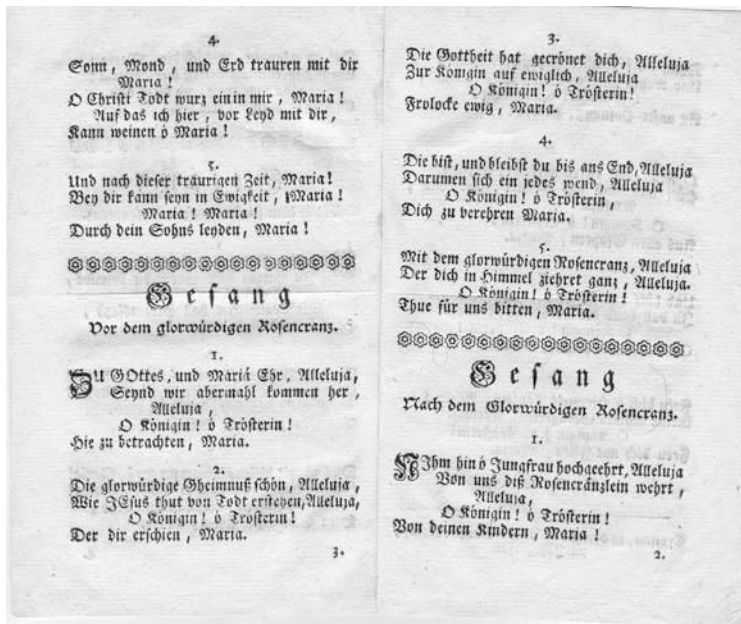 4.
Sonn, Mond, und Erd trauren mit dir
Maria!
O Christi Todt wurz ein in mir, Maria!
Auf das ich hier, vor Leyd mit dir,
Kann weinen ó Maria!
5.
Und nach dieser traurigen Zeit, Maria!
Bey dir kann seyn in Ewigkeit, Maria!
Maria! Maria!
Durch dein Sohns leyden, Maria!
Gesang
Vor dem glorwürdigen Rosencranz.
1.
ZU GOttes, und Mariá Ehr, Alleluja,
Seynd wir abermahl kommen her,
Alleluja,
O Königin! ó Trösterin!
Hie zu betrachten, Maria.
2.
Die glorwürdige Gheimnuß schön, Alleluja,
Wie JEsus thut von Todt erstehen, Alleluja,
O Königin! ó Trösterin!
Der dir erschien, Maria.
3.
3.
Die Gottheit hat gecrönet dich, Alleluja
Zur Königin auf ewiglich, Alleluja
O Königin! ó Trösterin!
Frolocke ewig, Maria.
4.
Die bist, und bleibst du bis ans End, Alleluja
Darumen sich ein jedes wend, Alleluja
O Königin! ó Trösterin,
Dich zu verehren Maria.
5.
Mit dem glorwürdigen Rosencranz, Alleluja
Der dich in Himmel ziehret ganz, Alleluja.
O Königin! ó Trösterin!
Thue für uns bitten, Maria.
Gesang
Nach dem Glorwürdigen Rosencranz.
1.
NIhm hin ó Jungfrau hochgeehrt, Alleluja
Von uns diß Rosencränzlein wehrt,
Alleluja,
O Königin! ó Trösterin!
Von deinen Kindern, Maria!
2.